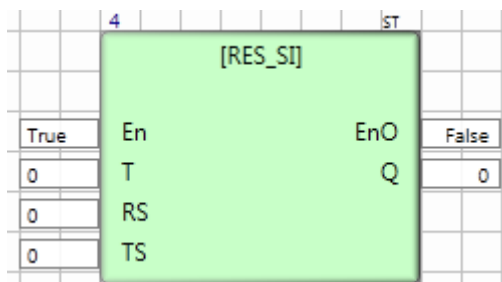 4 ST
[RES_SI]
True En EnO False
0 T Q 0
0 RS
0 TS